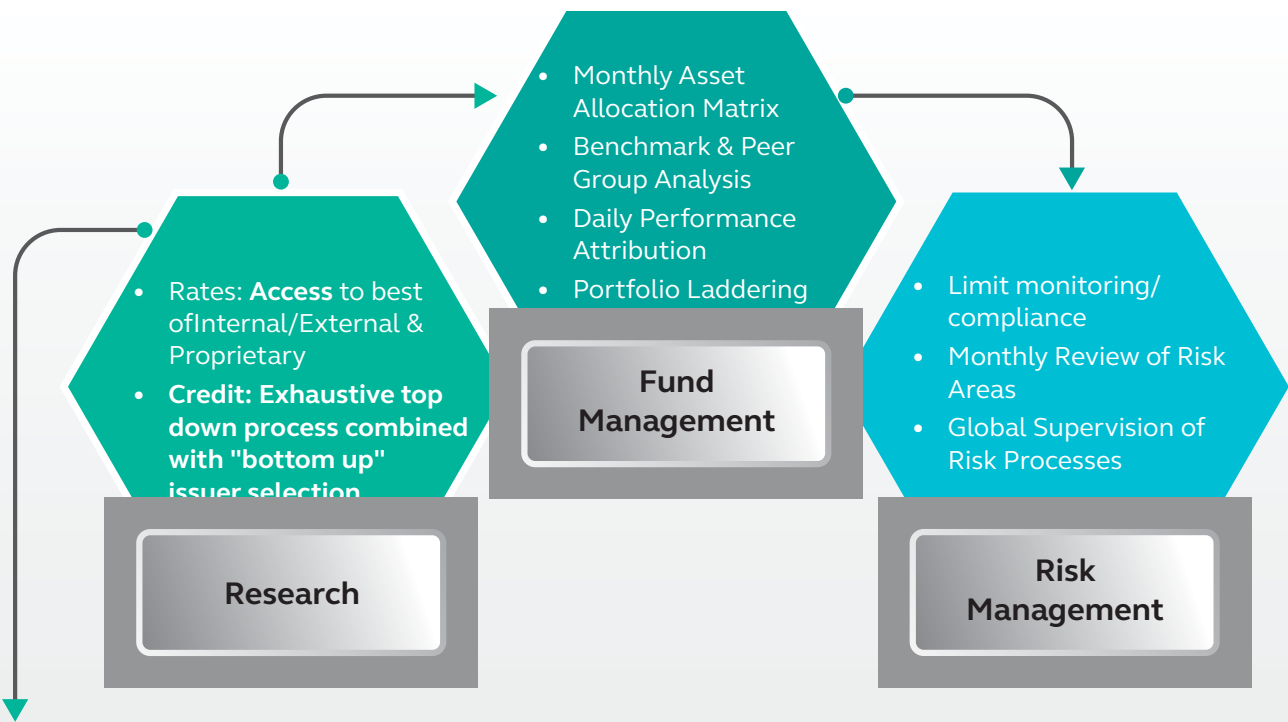 • Rates: Access to best
ofInternal/External &
Proprietary
• Credit: Exhaustive top
down process combined
with "bottom up"
issuer selection
Research
• Monthly Asset
Allocation Matrix
• Benchmark & Peer
Group Analysis
• Daily Performance
Attribution
• Portfolio Laddering
Fund
Management
• Limit monitoring/
compliance
• Monthly Review of Risk
Areas
• Global Supervision of
Risk Processes
Risk
Management